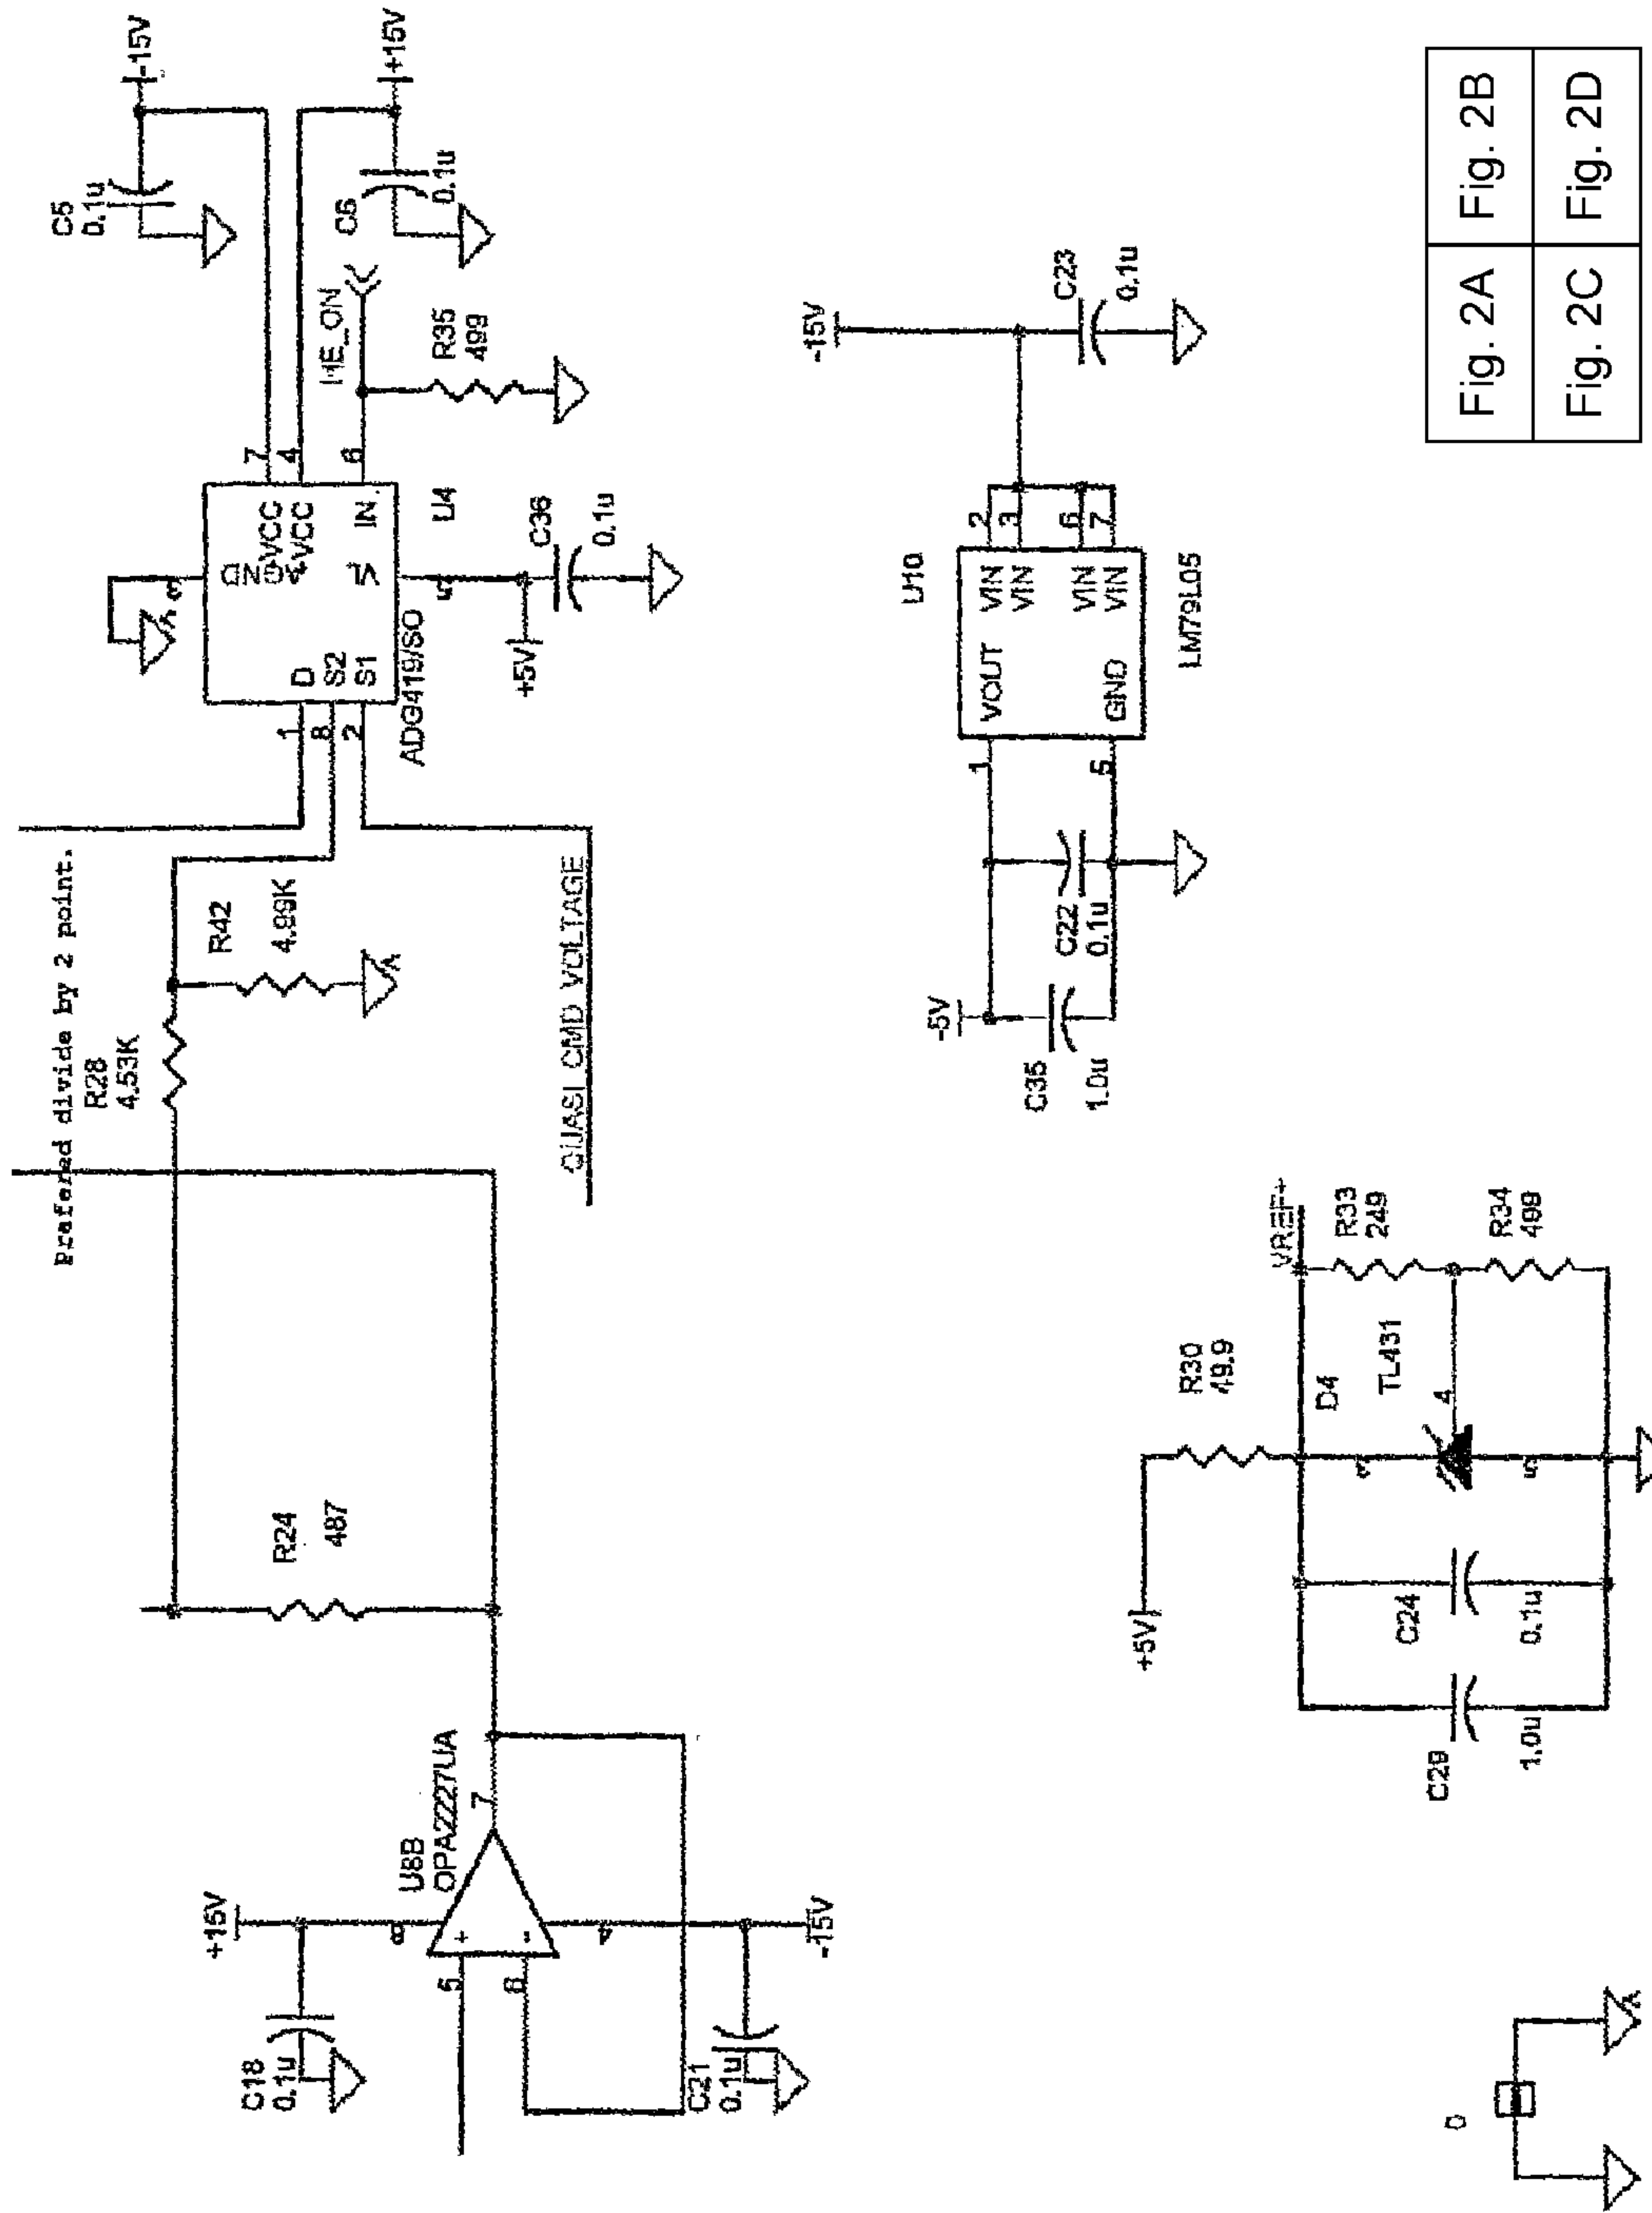 Preferred divide by 2 point.
R28
4.53K
R42
4.99K
R24
487
QUASI CMD VOLTAGE
+15V
C18
0.1u
U8B
OPA2227UA
8
5
6
7
4
+
-
C21
0.1u
-15V
C5
0.1u
-15V
+15V
C6
0.1u
3
AGND
D
S2
S1
1
8
2
-VCC
+VCC
IN
VL
7
4
6
5
U4
ADG419/SO
R35
499
+5V
C36
0.1u
U10
VOUT
GND
VIN
VIN
VIN
VIN
1
5
2
3
6
7
LM79L05
-5V
C35
1.0u
C22
0.1u
-15V
C23
0.1u
+5V
R30
49.9
VREF+
D4
TL431
4
R33
249
R34
499
C24
0.1u
C29
1.0u
Fig. 2A Fig. 2B
Fig. 2C Fig. 2D